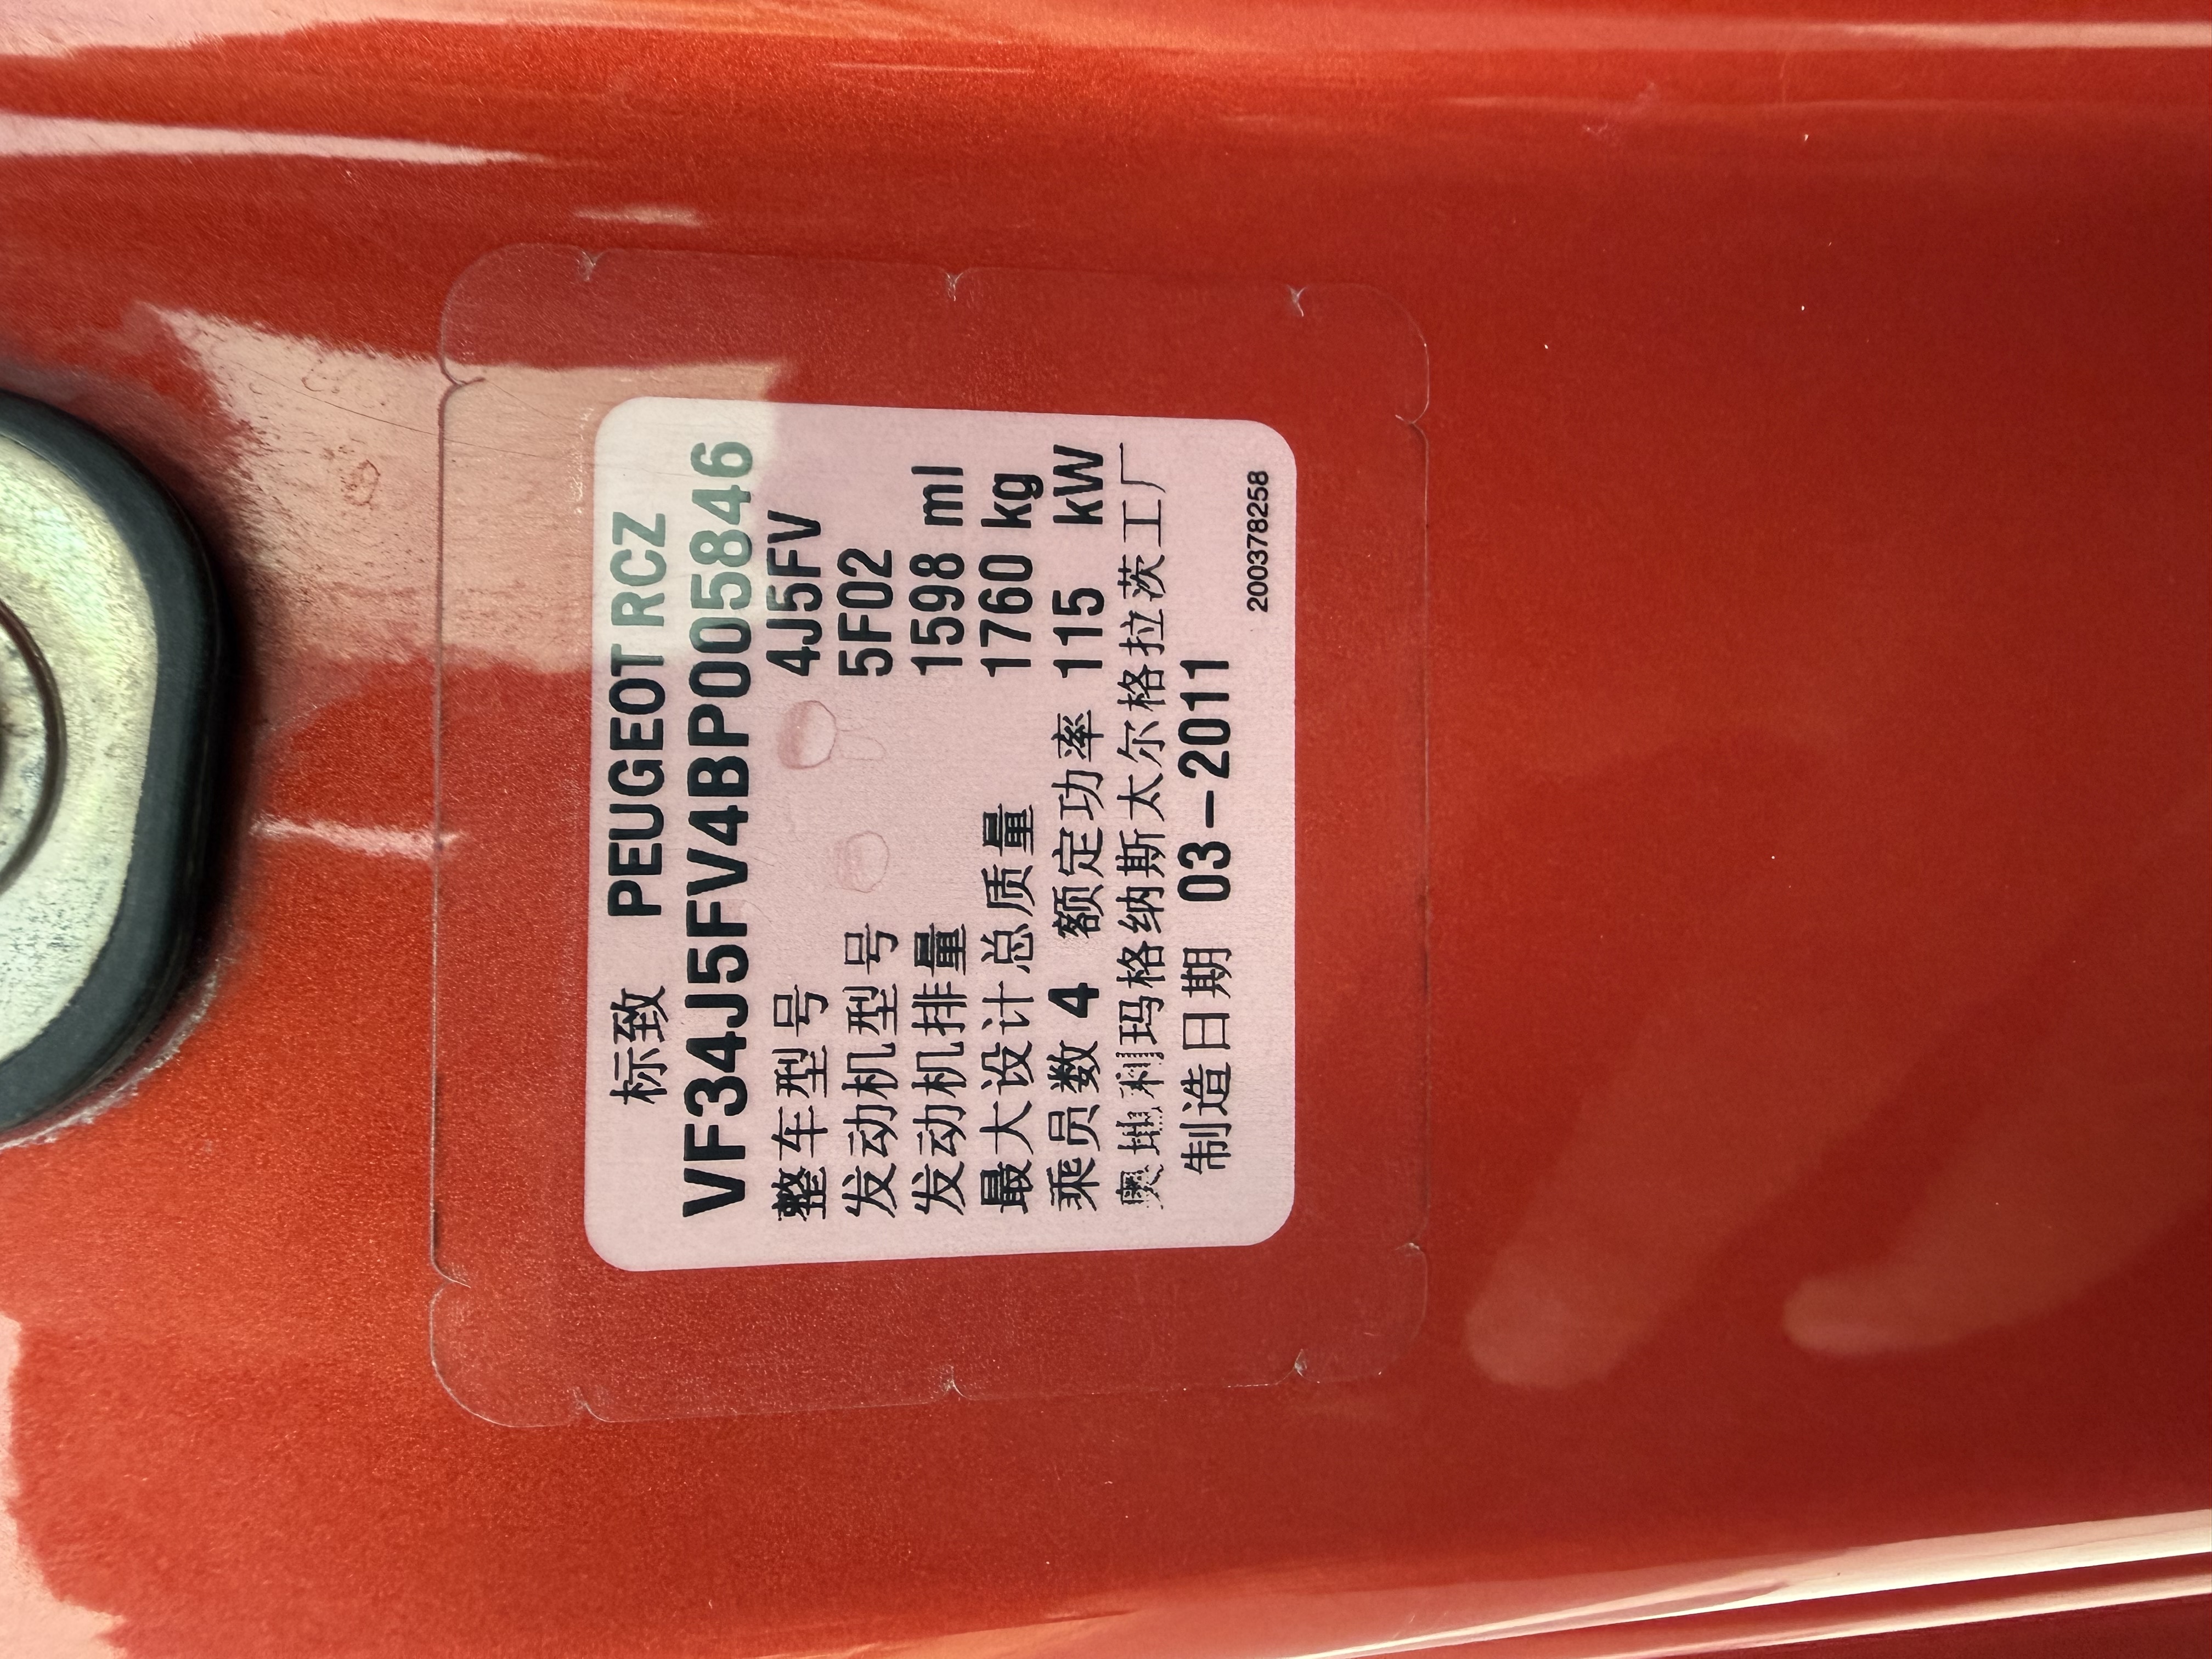 标致 PEUGEOT RCZ
VF34J5FV4BP005846
整车型号 4J5FV
发动机型号 5F02
发动机排量 1598 ml
最大设计总质量 1760 kg
乘员数 4 额定功率 115 kW
奥地利玛格纳斯太尔格拉茨工厂
制造日期 03-2011
200378258